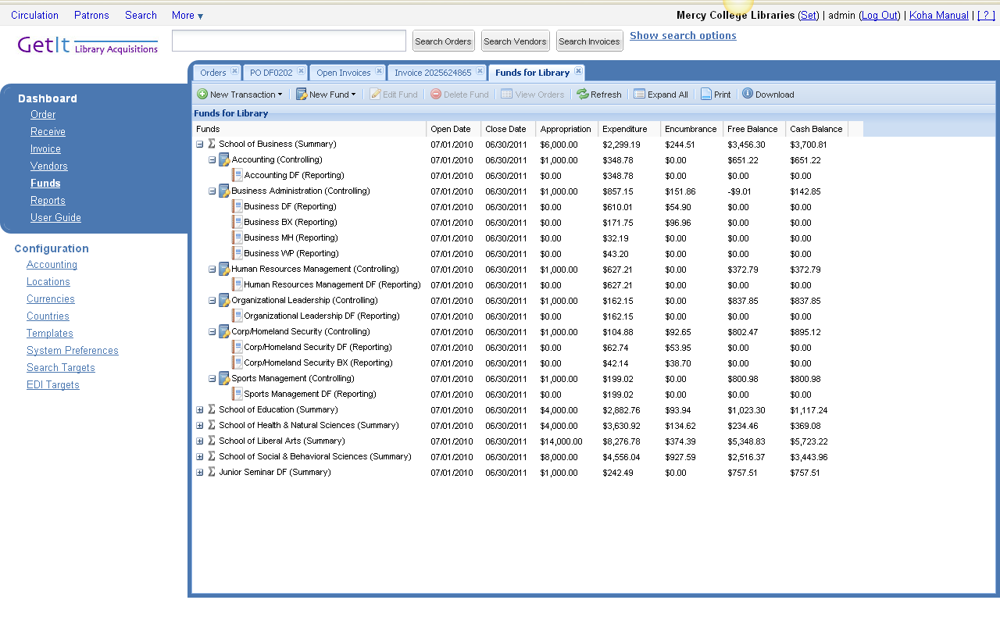 Circulation Patrons Search More Mercy College Libraries (Set) | admin (Log Out) | Koha Manual | [ ? ]
GetIt Library Acquisitions Search Orders Search Vendors Search Invoices Show search options
Orders PO DF0202 Open Invoices Invoice 2025624865 Funds for Library
New Transaction New Fund Edit Fund Delete Fund View Orders Refresh Expand All Print Download
Funds for Library
Dashboard
Order
Receive
Invoice
Vendors
Funds
Reports
User Guide
Configuration
Accounting
Locations
Currencies
Countries
Templates
System Preferences
Search Targets
EDI Targets
Funds Open Date Close Date Appropriation Expenditure Encumbrance Free Balance Cash Balance
School of Business (Summary) 07/01/2010 06/30/2011 $6,000.00 $2,299.19 $244.51 $3,456.30 $3,700.81
Accounting (Controlling) 07/01/2010 06/30/2011 $1,000.00 $348.78 $0.00 $651.22 $651.22
Accounting DF (Reporting) 07/01/2010 06/30/2011 $0.00 $348.78 $0.00 $0.00 $0.00
Business Administration (Controlling) 07/01/2010 06/30/2011 $1,000.00 $857.15 $151.86 -$9.01 $142.85
Business DF (Reporting) 07/01/2010 06/30/2011 $0.00 $610.01 $54.90 $0.00 $0.00
Business BX (Reporting) 07/01/2010 06/30/2011 $0.00 $171.75 $96.96 $0.00 $0.00
Business MH (Reporting) 07/01/2010 06/30/2011 $0.00 $32.19 $0.00 $0.00 $0.00
Business WP (Reporting) 07/01/2010 06/30/2011 $0.00 $43.20 $0.00 $0.00 $0.00
Human Resources Management (Controlling) 07/01/2010 06/30/2011 $1,000.00 $627.21 $0.00 $372.79 $372.79
Human Resources Management DF (Reporting) 07/01/2010 06/30/2011 $0.00 $627.21 $0.00 $0.00 $0.00
Organizational Leadership (Controlling) 07/01/2010 06/30/2011 $1,000.00 $162.15 $0.00 $837.85 $837.85
Organizational Leadership DF (Reporting) 07/01/2010 06/30/2011 $0.00 $162.15 $0.00 $0.00 $0.00
Corp/Homeland Security (Controlling) 07/01/2010 06/30/2011 $1,000.00 $104.88 $92.65 $802.47 $895.12
Corp/Homeland Security DF (Reporting) 07/01/2010 06/30/2011 $0.00 $62.74 $53.95 $0.00 $0.00
Corp/Homeland Security BX (Reporting) 07/01/2010 06/30/2011 $0.00 $42.14 $38.70 $0.00 $0.00
Sports Management (Controlling) 07/01/2010 06/30/2011 $1,000.00 $199.02 $0.00 $800.98 $800.98
Sports Management DF (Reporting) 07/01/2010 06/30/2011 $0.00 $199.02 $0.00 $0.00 $0.00
School of Education (Summary) 07/01/2010 06/30/2011 $4,000.00 $2,882.76 $93.94 $1,023.30 $1,117.24
School of Health & Natural Sciences (Summary) 07/01/2010 06/30/2011 $4,000.00 $3,630.92 $134.62 $234.46 $369.08
School of Liberal Arts (Summary) 07/01/2010 06/30/2011 $14,000.00 $8,276.78 $374.39 $5,348.83 $5,723.22
School of Social & Behavioral Sciences (Summary) 07/01/2010 06/30/2011 $8,000.00 $4,556.04 $927.59 $2,516.37 $3,443.96
Junior Seminar DF (Summary) 07/01/2010 06/30/2011 $1,000.00 $242.49 $0.00 $757.51 $757.51